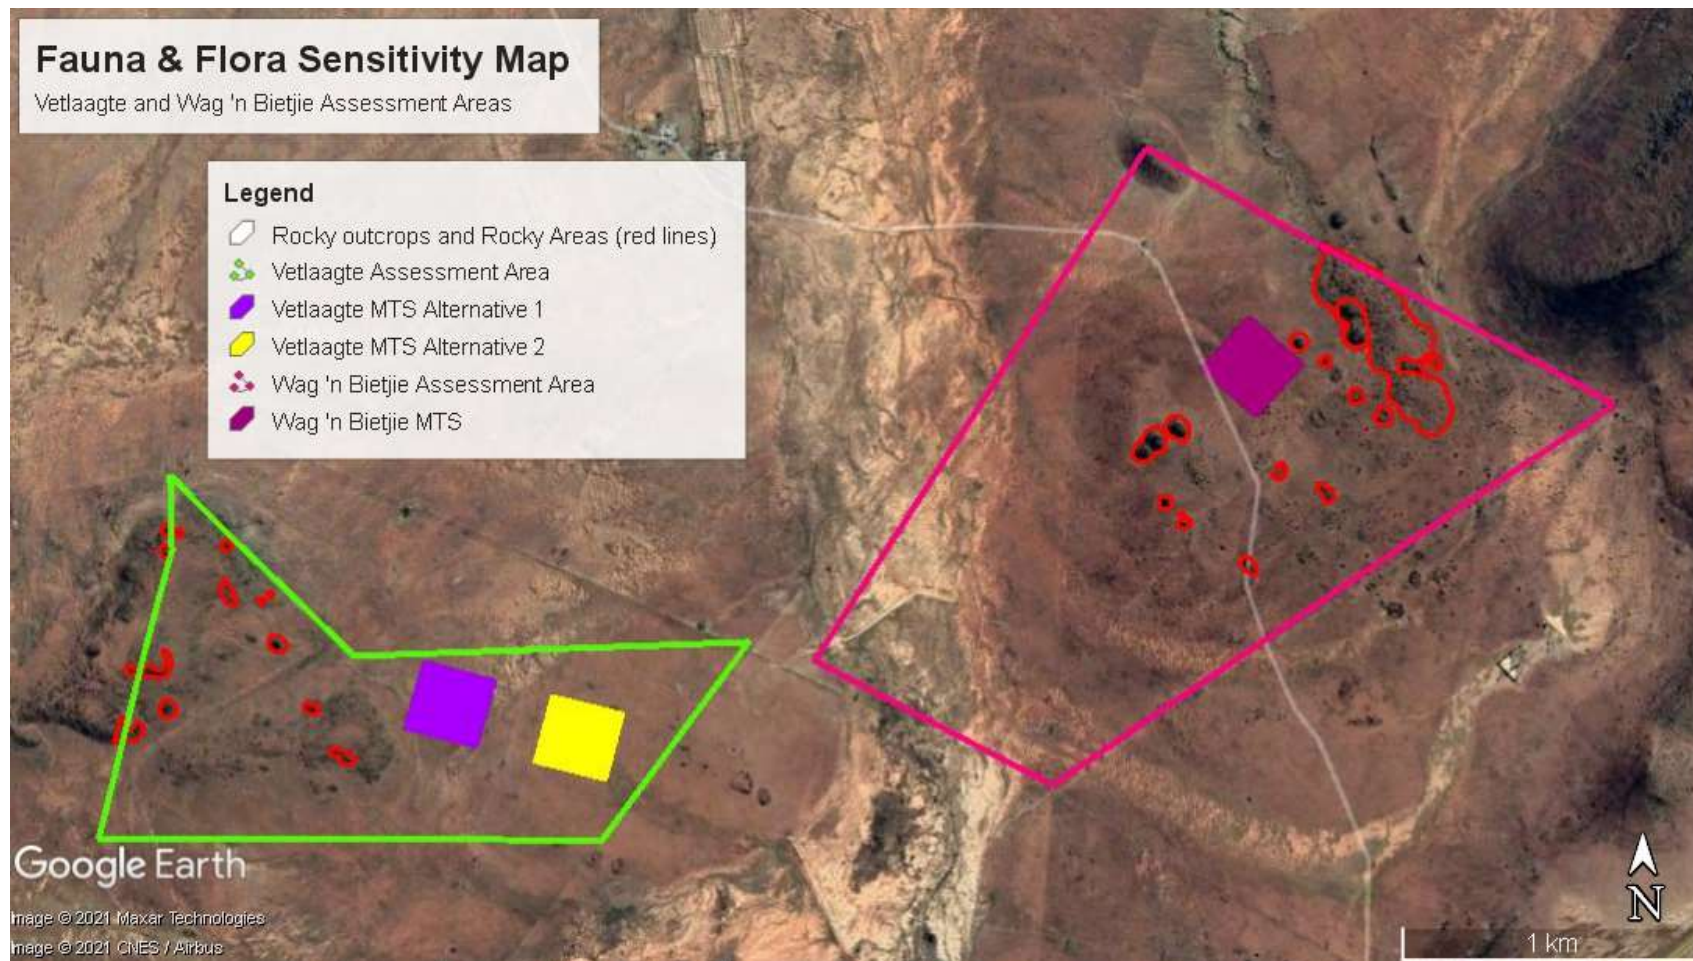 Fauna & Flora Sensitivity Map
Vetlaagte and Wag 'n Bietjie Assessment Areas
Legend
Rocky outcrops and Rocky Areas (red lines)
Vetlaagte Assessment Area
Vetlaagte MTS Alternative 1
Vetlaagte MTS Alternative 2
Wag 'n Bietjie Assessment Area
Wag 'n Bietjie MTS
Google Earth
Image © 2021 Maxar Technologies
Image © 2021 CNES / Airbus
N
1 km